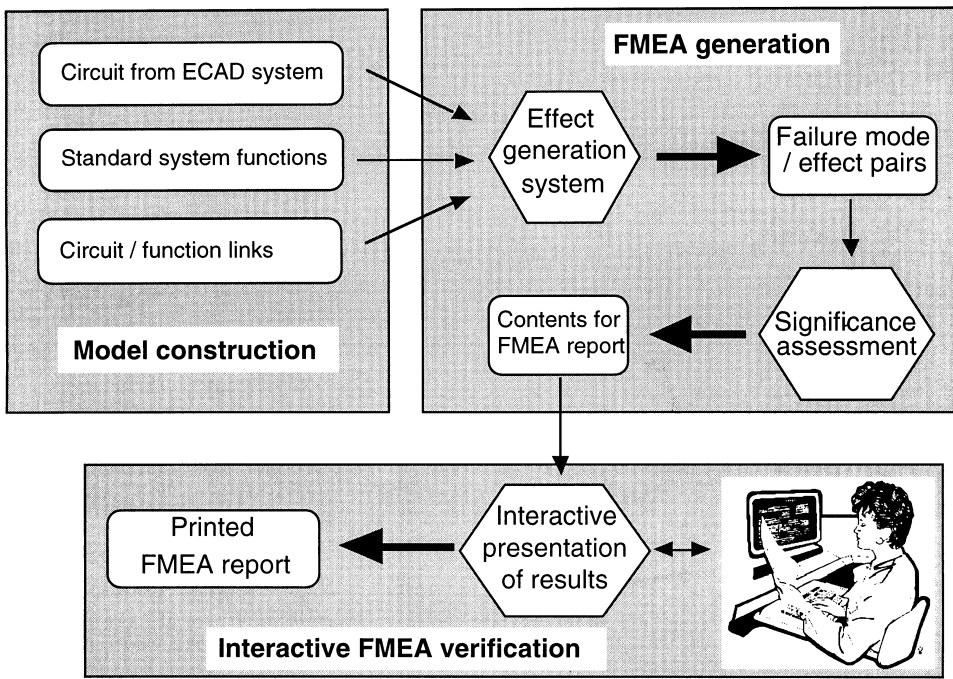 Circuit from ECAD system
Standard system functions
Circuit / function links
Model construction
FMEA generation
Effect
generation
system
Failure mode
/ effect pairs
Significance
assessment
Contents for
FMEA report
Interactive
presentation
of results
Printed
FMEA report
Interactive FMEA verification